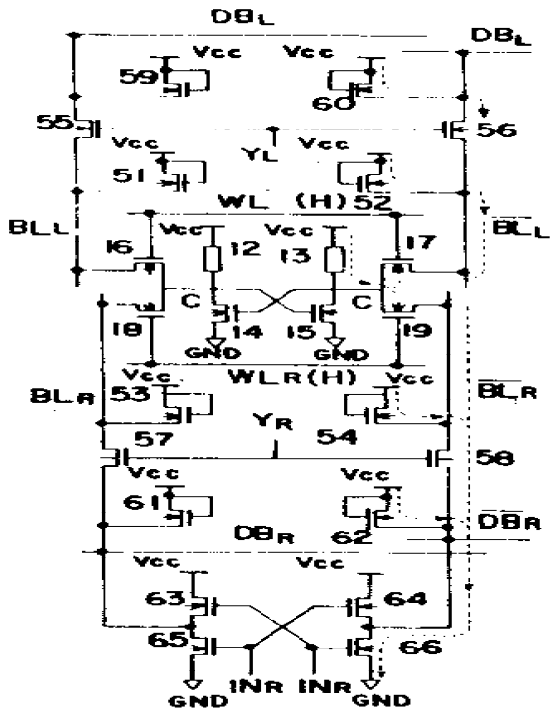 DBL DBL
Vcc Vcc
59 60
55 56
Vcc YL Vcc
51 52
WL (H)
BLL BLL
Vcc Vcc
16 12 13 17
C C
18 14 15 19
GND GND
WLR(H)
Vcc Vcc
BLR 53 54 BLR
57 YR 58
Vcc Vcc
61 62
DBR DBR
Vcc Vcc
63 64
65 66
INR INR
GND GND